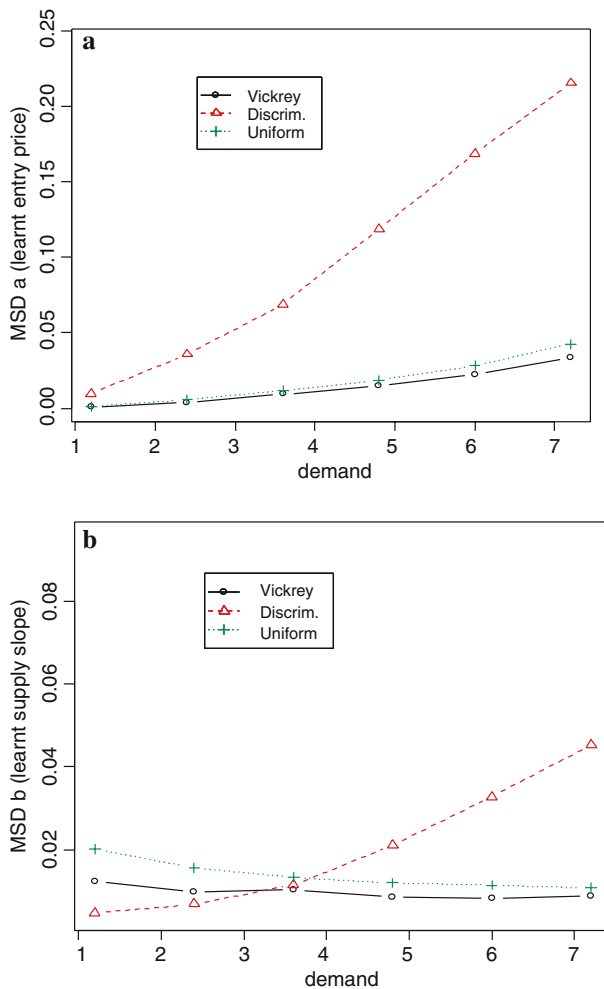 a
MSD a (learnt entry price)
0.25
0.20
0.15
0.10
0.05
0.00
Vickrey
Discrim.
Uniform
1 2 3 4 5 6 7
demand
b
MSD b (learnt supply slope)
0.08
0.06
0.04
0.02
Vickrey
Discrim.
Uniform
1 2 3 4 5 6 7
demand